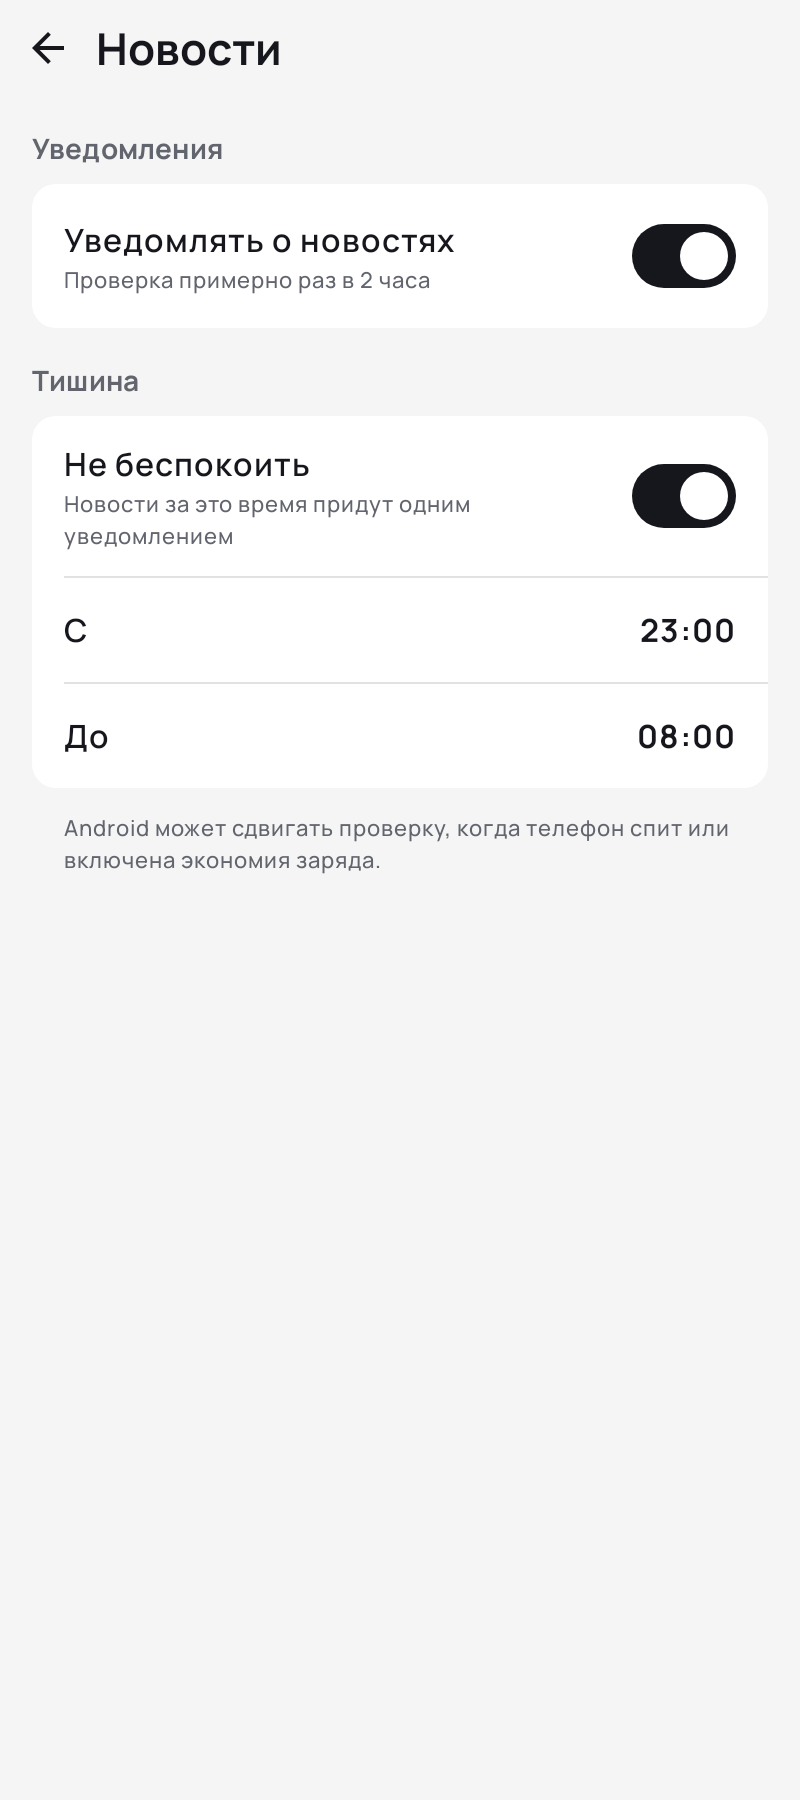 Новости
Уведомления
Уведомлять о новостях
Проверка примерно раз в 2 часа
Тишина
Не беспокоить
Новости за это время придут одним
уведомлением
С 23:00
До 08:00
Android может сдвигать проверку, когда телефон спит или
включена экономия заряда.